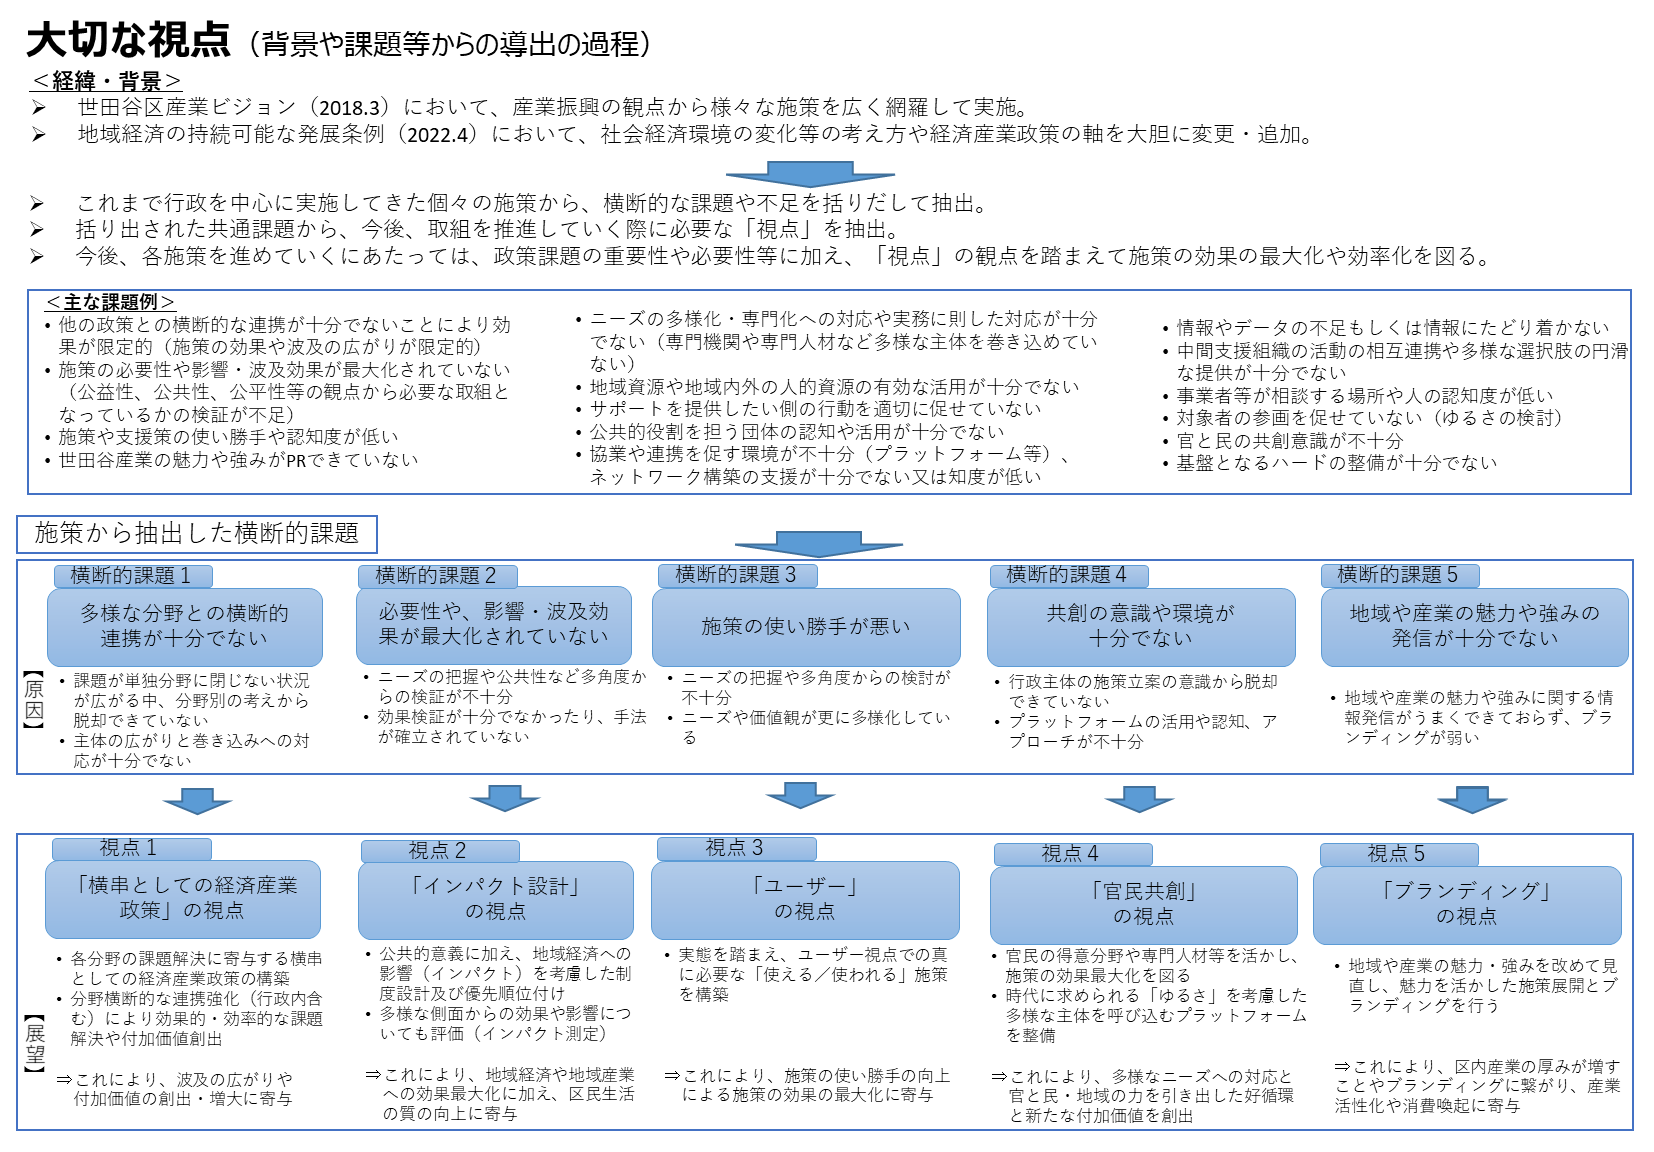 大切な視点（背景や課題等からの導出の過程）
＜経緯・背景＞
➢ 世田谷区産業ビジョン（2018.3）において、産業振興の観点から様々な施策を広く網羅して実施。
➢ 地域経済の持続可能な発展条例（2022.4）において、社会経済環境の変化等の考え方や経済産業政策の軸を大胆に変更・追加。
➢ これまで行政を中心に実施してきた個々の施策から、横断的な課題や不足を括りだして抽出。
➢ 括り出された共通課題から、今後、取組を推進していく際に必要な「視点」を抽出。
➢ 今後、各施策を進めていくにあたっては、政策課題の重要性や必要性等に加え、「視点」の観点を踏まえて施策の効果の最大化や効率化を図る。
＜主な課題例＞
• 他の政策との横断的な連携が十分でないことにより効
果が限定的（施策の効果や波及の広がりが限定的）
• 施策の必要性や影響・波及効果が最大化されていない
（公益性、公共性、公平性等の観点から必要な取組と
なっているかの検証が不足）
• 施策や支援策の使い勝手や認知度が低い
• 世田谷産業の魅力や強みがPRできていない
• ニーズの多様化・専門化への対応や実務に則した対応が十分
でない（専門機関や専門人材など多様な主体を巻き込めてい
ない）
• 地域資源や地域内外の人的資源の有効な活用が十分でない
• サポートを提供したい側の行動を適切に促せていない
• 公共的役割を担う団体の認知や活用が十分でない
• 協業や連携を促す環境が不十分（プラットフォーム等）、
ネットワーク構築の支援が十分でない又は知度が低い
• 情報やデータの不足もしくは情報にたどり着かない
• 中間支援組織の活動の相互連携や多様な選択肢の円滑
な提供が十分でない
• 事業者等が相談する場所や人の認知度が低い
• 対象者の参画を促せていない（ゆるさの検討）
• 官と民の共創意識が不十分
• 基盤となるハードの整備が十分でない
施策から抽出した横断的課題
【原因】
横断的課題１
多様な分野との横断的
連携が十分でない
• 課題が単独分野に閉じない状況
が広がる中、分野別の考えから
脱却できていない
• 主体の広がりと巻き込みへの対
応が十分でない
横断的課題２
必要性や、影響・波及効
果が最大化されていない
• ニーズの把握や公共性など多角度か
らの検証が不十分
• 効果検証が十分でなかったり、手法
が確立されていない
横断的課題３
施策の使い勝手が悪い
• ニーズの把握や多角度からの検討が
不十分
• ニーズや価値観が更に多様化してい
る
横断的課題４
共創の意識や環境が
十分でない
• 行政主体の施策立案の意識から脱却
できていない
• プラットフォームの活用や認知、ア
プローチが不十分
横断的課題５
地域や産業の魅力や強みの
発信が十分でない
• 地域や産業の魅力や強みに関する情
報発信がうまくできておらず、ブラ
ンディングが弱い
【展望】
視点１
「横串としての経済産業
政策」の視点
• 各分野の課題解決に寄与する横串
としての経済産業政策の構築
• 分野横断的な連携強化（行政内含
む）により効果的・効率的な課題
解決や付加価値創出
⇒これにより、波及の広がりや
付加価値の創出・増大に寄与
視点２
「インパクト設計」
の視点
• 公共的意義に加え、地域経済への
影響（インパクト）を考慮した制
度設計及び優先順位付け
• 多様な側面からの効果や影響につ
いても評価（インパクト測定）
⇒これにより、地域経済や地域産業
への効果最大化に加え、区民生活
の質の向上に寄与
視点３
「ユーザー」
の視点
• 実態を踏まえ、ユーザー視点での真
に必要な「使える／使われる」施策
を構築
⇒これにより、施策の使い勝手の向上
による施策の効果の最大化に寄与
視点４
「官民共創」
の視点
• 官民の得意分野や専門人材等を活かし、
施策の効果最大化を図る
• 時代に求められる「ゆるさ」を考慮した
多様な主体を呼び込むプラットフォーム
を整備
⇒これにより、多様なニーズへの対応と
官と民・地域の力を引き出した好循環
と新たな付加価値を創出
視点５
「ブランディング」
の視点
• 地域や産業の魅力・強みを改めて見
直し、魅力を活かした施策展開とブ
ランディングを行う
⇒これにより、区内産業の厚みが増す
ことやブランディングに繋がり、産業
活性化や消費喚起に寄与